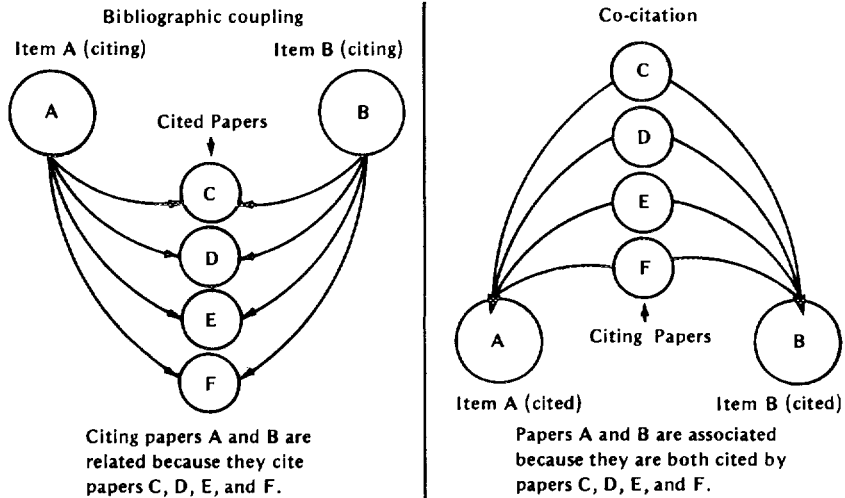 Bibliographic coupling
Item A (citing)
Item B (citing)
A
B
Cited Papers
C
D
E
F
Citing papers A and B are
related because they cite
papers C, D, E, and F.
Co-citation
C
D
E
F
A
Citing Papers
B
Item A (cited)
Item B (cited)
Papers A and B are associated
because they are both cited by
papers C, D, E, and F.